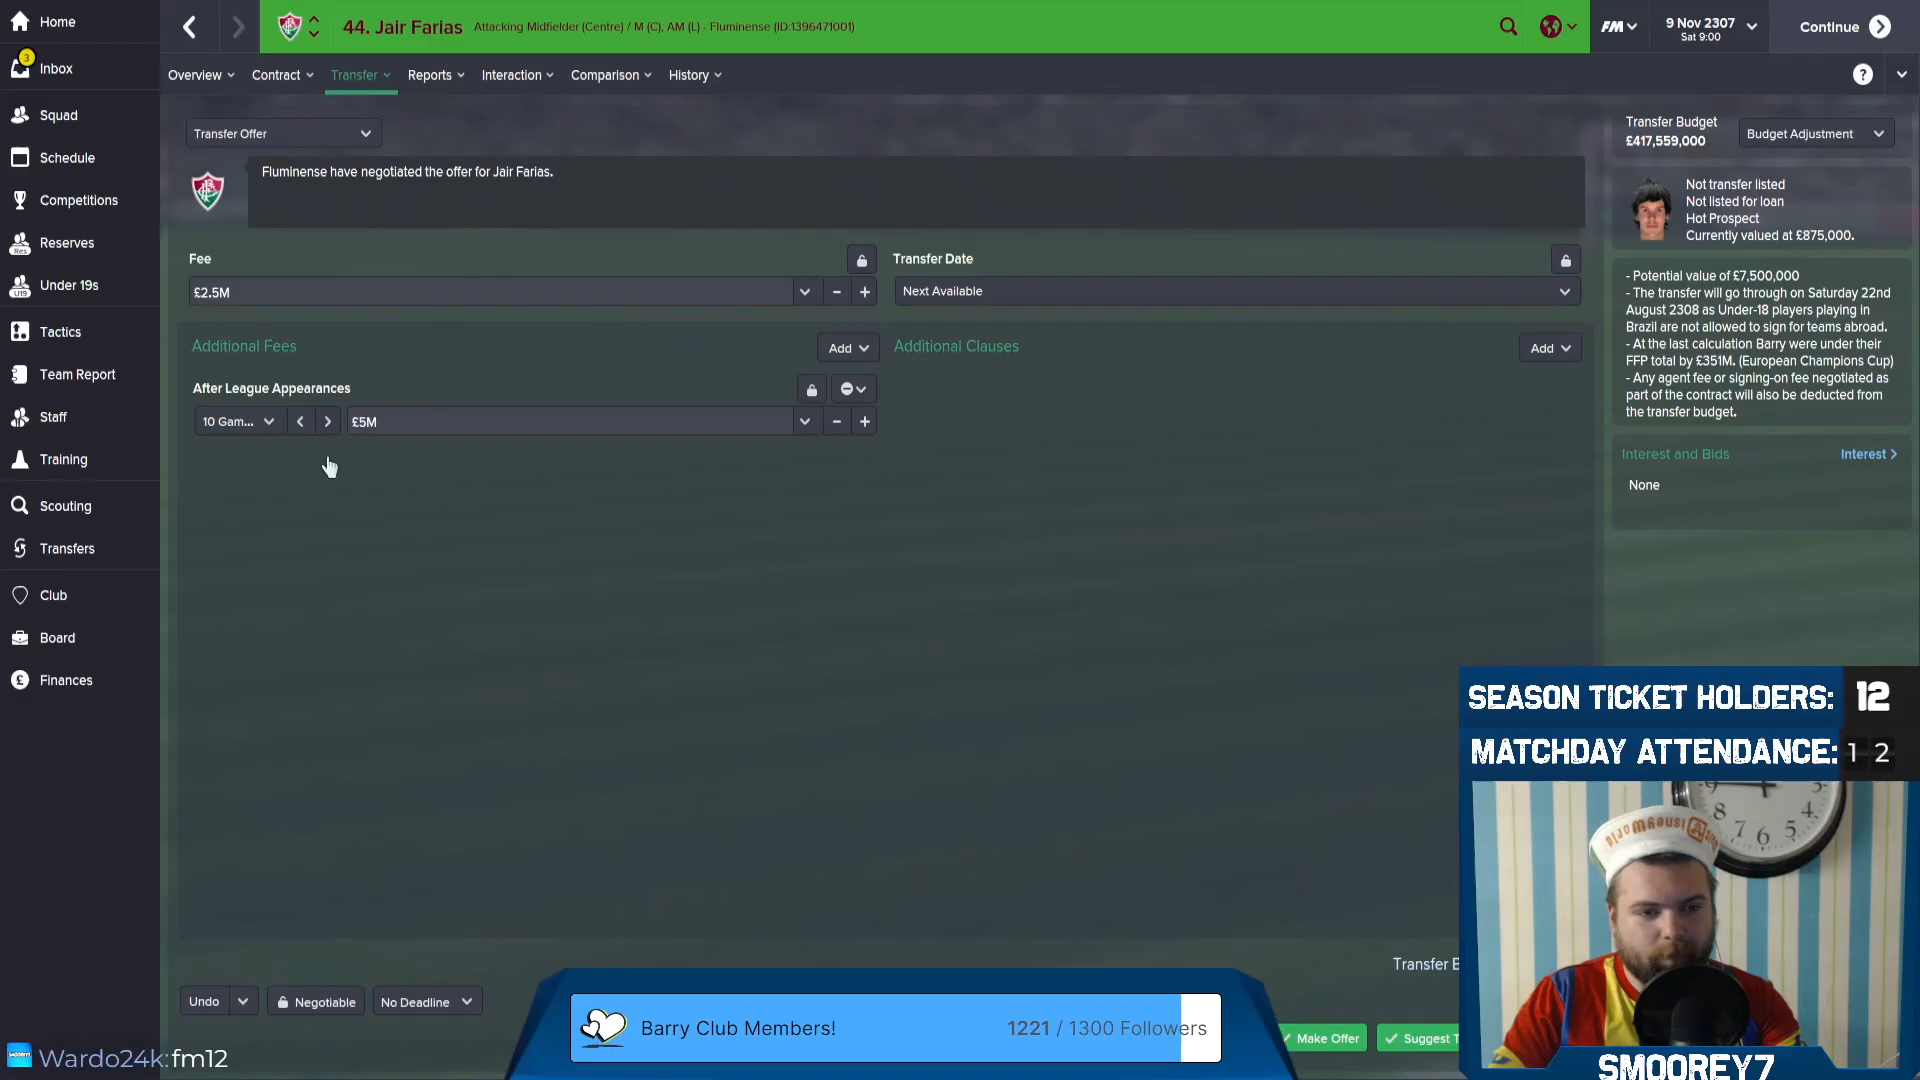 Home
44. Jair Farias
Attacking Midfielder (Centre) / M (C), AM (L) - Fluminense (ID:1396471001)
FM
9 Nov 2307
Sat 9:00
Continue
3
Inbox
Overview
Contract
Transfer
Reports
Interaction
Comparison
History
?
Squad
Schedule
Competitions
Res
Reserves
U19
Under 19s
Tactics
Team Report
Staff
Training
Scouting
Transfers
Club
Board
Finances
Transfer Offer
Fluminense have negotiated the offer for Jair Farias.
Fee
£2.5M
Transfer Date
Next Available
Additional Fees
Add
Additional Clauses
Add
After League Appearances
10 Gam...
£5M
Transfer Budget
£417,559,000
Budget Adjustment
Not transfer listed
Not listed for loan
Hot Prospect
Currently valued at £875,000.
- Potential value of £7,500,000
- The transfer will go through on Saturday 22nd
August 2308 as Under-18 players playing in
Brazil are not allowed to sign for teams abroad.
- At the last calculation Barry were under their
FFP total by £351M. (European Champions Cup)
- Any agent fee or signing-on fee negotiated as
part of the contract will also be deducted from
the transfer budget.
Interest and Bids
Interest
None
SEASON TICKET HOLDERS: 12
MATCHDAY ATTENDANCE: 12
Transfer B
Undo
Negotiable
No Deadline
Barry Club Members!
1221 / 1300 Followers
Make Offer
Suggest T
Wardo24k:fm12
SMOOREY7